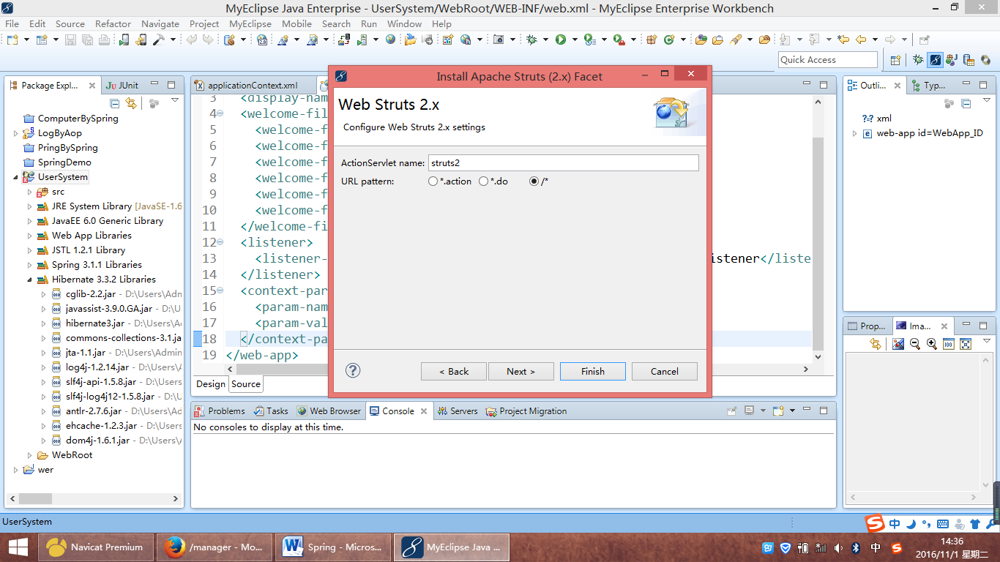 MyEclipse Java Enterprise - UserSystem/WebRoot/WEB-INF/web.xml - MyEclipse Enterprise Workbench
File Edit Source Refactor Navigate Project MyEclipse Mobile Search Run Window Help
Quick Access
Package Expl...
JUnit
ComputerBySpring
LogByAop
PringBySpring
SpringDemo
UserSystem
src
JRE System Library [JavaSE-1.6
JavaEE 6.0 Generic Library
Web App Libraries
JSTL 1.2.1 Library
Spring 3.1.1 Libraries
Hibernate 3.3.2 Libraries
cglib-2.2.jar - D:\Users\Adn
javassist-3.9.0.GA.jar - D:\U
hibernate3.jar - D:\Users\A
commons-collections-3.1.ja
jta-1.1.jar - D:\Users\Admin
log4j-1.2.14.jar - D:\Users\
slf4j-api-1.5.8.jar - D:\Users
slf4j-log4j12-1.5.8.jar - D:\
antlr-2.7.6.jar - D:\Users\Ad
ehcache-1.2.3.jar - D:\Users
dom4j-1.6.1.jar - D:\Users\
WebRoot
wer
applicationContext.xml
3 <display-nam
4 <welcome-fil
5 <welcome-f
6 <welcome-f
7 <welcome-f
8 <welcome-f
9 <welcome-f
10 <welcome-f
11 </welcome-fi
12 <listener>
13 <listener- istener</liste
14 </listener>
15 <context-par
16 <param-nam
17 <param-val
18 </context-pa
19 </web-app>
Design Source
Install Apache Struts (2.x) Facet
Web Struts 2.x
Configure Web Struts 2.x settings
ActionServlet name: struts2
URL pattern: *.action *.do /*
< Back Next > Finish Cancel
Outli... Typ...
xml
web-app id=WebApp_ID
Prop... Ima...
Problems Tasks Web Browser Console Servers Project Migration
No consoles to display at this time.
UserSystem
中
Navicat Premium
/manager - Mo...
Spring - Micros...
MyEclipse Java ...
中
14:36
2016/11/1 星期二